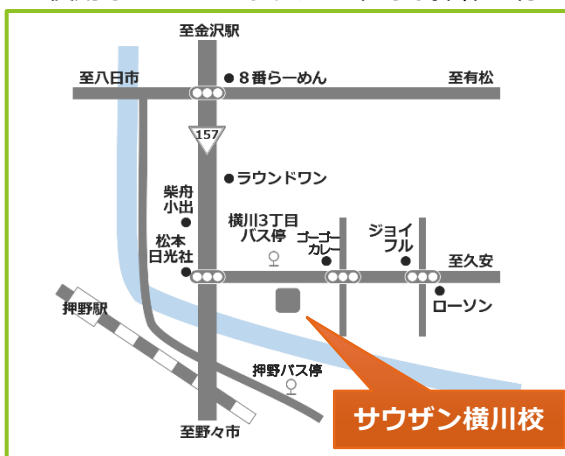 至金沢駅
至八日市
8番らーめん
至有松
157
ラウンドワン
柴舟
小出
横川3丁目
バス停
ゴーゴー
カレー
ジョイ
フル
松本
日光社
至久安
ローソン
押野駅
押野バス停
サウザン横川校
至野々市